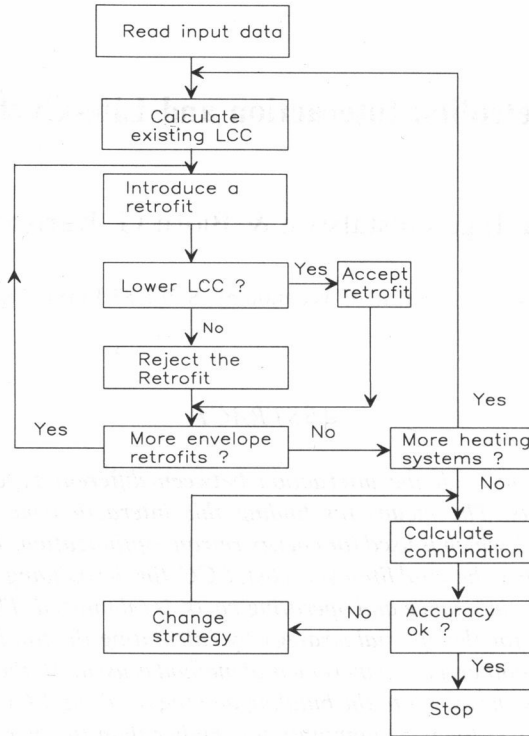 Read input data
Calculate
existing LCC
Introduce a
retrofit
Lower LCC ?
Yes
Accept
retrofit
No
Reject the
Retrofit
Yes
More envelope
retrofits ?
No
More heating
systems ?
Yes
No
Calculate
combination
Accuracy
ok ?
No
Change
strategy
Yes
Stop